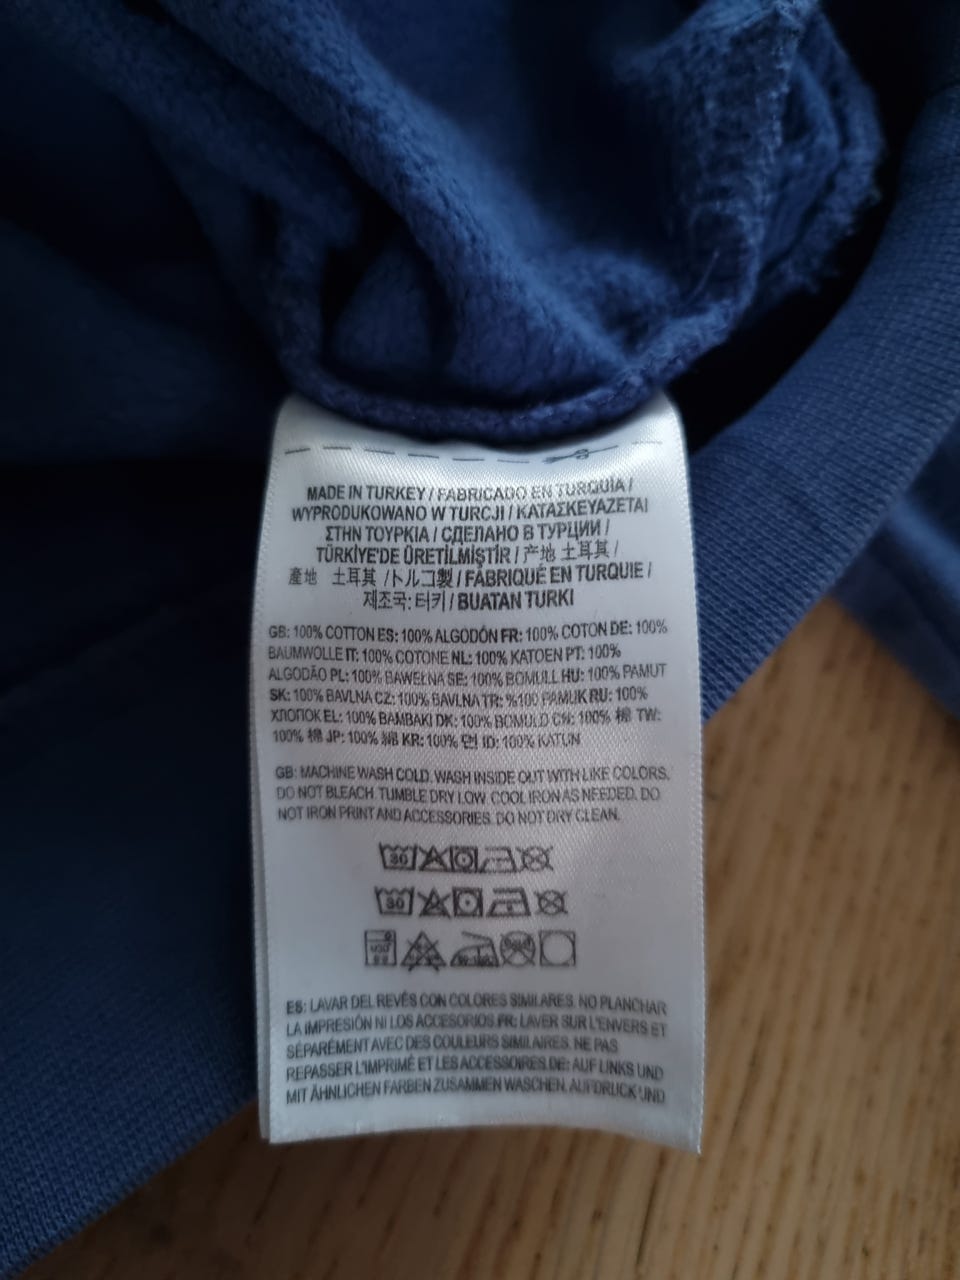 MADE IN TURKEY / FABRICADO EN TURQUÍA /
WYPRODUKOWANO W TURCJI / ΚΑΤΑΣΚΕΥΑΖΕΤΑΙ
ΣΤΗΝ ΤΟΥΡΚΙΑ / СДЕЛАНО В ТУРЦИИ /
TÜRKİYE'DE ÜRETİLMİŞTİR / 产地 土耳其 /
產地 土耳其 / トルコ製 / FABRIQUÉ EN TURQUIE /
제조국: 터키 / BUATAN TURKI
GB: 100% COTTON ES: 100% ALGODÓN FR: 100% COTON DE: 100%
BAUMWOLLE IT: 100% COTONE NL: 100% KATOEN PT: 100%
ALGODÃO PL: 100% BAWEŁNA SE: 100% BOMULL HU: 100% PAMUT
SK: 100% BAVLNA CZ: 100% BAVLNA TR: %100 PAMUK RU: 100%
ХЛОПОК EL: 100% ΒΑΜΒΑΚΙ DK: 100% BOMULD CN: 100% 棉 TW:
100% 棉 JP: 100% 綿 KR: 100% 면 ID: 100% KATUN
GB: MACHINE WASH COLD. WASH INSIDE OUT WITH LIKE COLORS.
DO NOT BLEACH. TUMBLE DRY LOW. COOL IRON AS NEEDED. DO
NOT IRON PRINT AND ACCESSORIES. DO NOT DRY CLEAN.
30
30
ES: LAVAR DEL REVÉS CON COLORES SIMILARES. NO PLANCHAR
LA IMPRESIÓN NI LOS ACCESORIOS FR: LAVER SUR L'ENVERS ET
SÉPARÉMENT AVEC DES COULEURS SIMILAIRES. NE PAS
REPASSER L'IMPRIMÉ ET LES ACCESSOIRES DE: AUF LINKS UND
MIT ÄHNLICHEN FARBEN ZUSAMMEN WASCHEN. AUFDRUCK UND